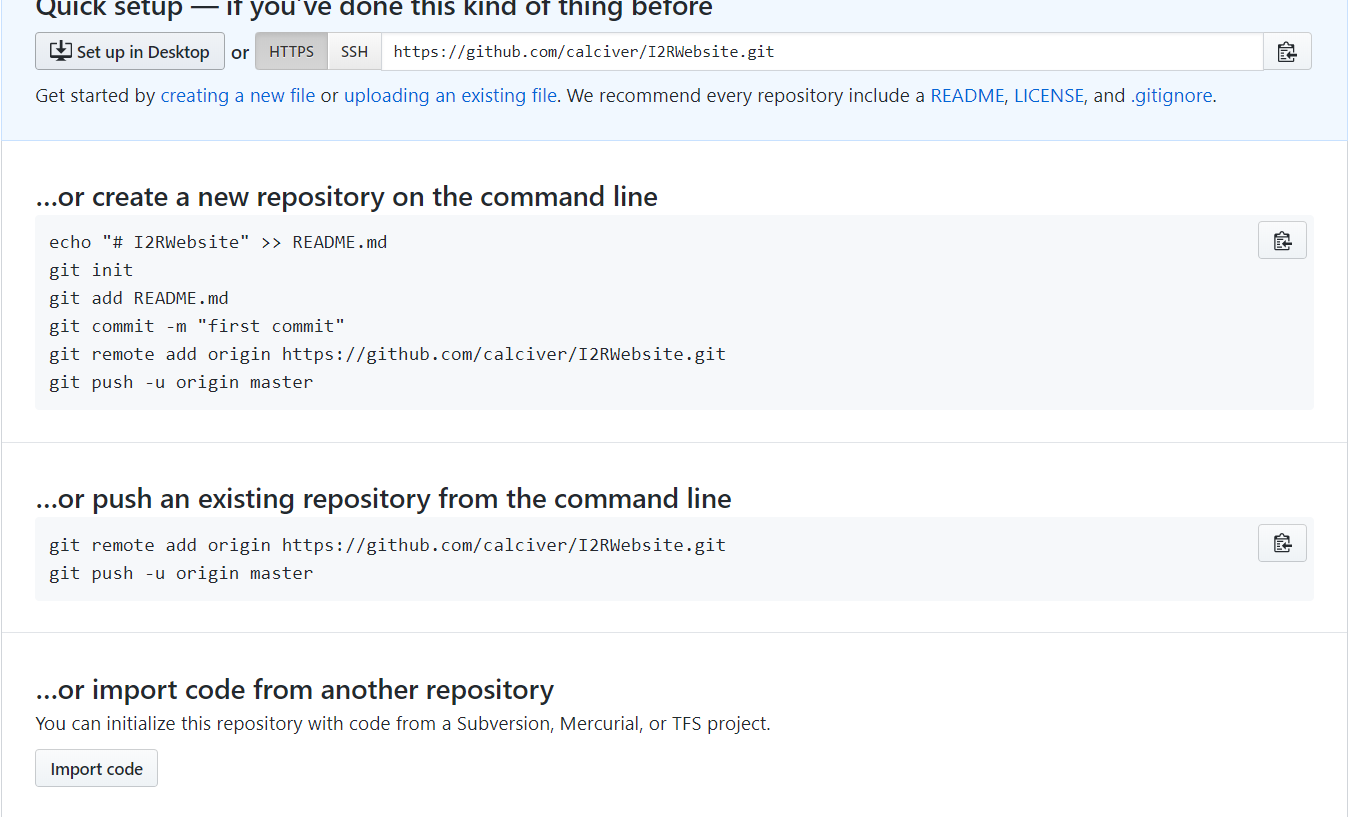 Quick setup — if you've done this kind of thing before
Set up in Desktop or HTTPS SSH https://github.com/calciver/I2RWebsite.git
Get started by creating a new file or uploading an existing file. We recommend every repository include a README, LICENSE, and .gitignore.
…or create a new repository on the command line
echo "# I2RWebsite" >> README.md
git init
git add README.md
git commit -m "first commit"
git remote add origin https://github.com/calciver/I2RWebsite.git
git push -u origin master
…or push an existing repository from the command line
git remote add origin https://github.com/calciver/I2RWebsite.git
git push -u origin master
…or import code from another repository
You can initialize this repository with code from a Subversion, Mercurial, or TFS project.
Import code